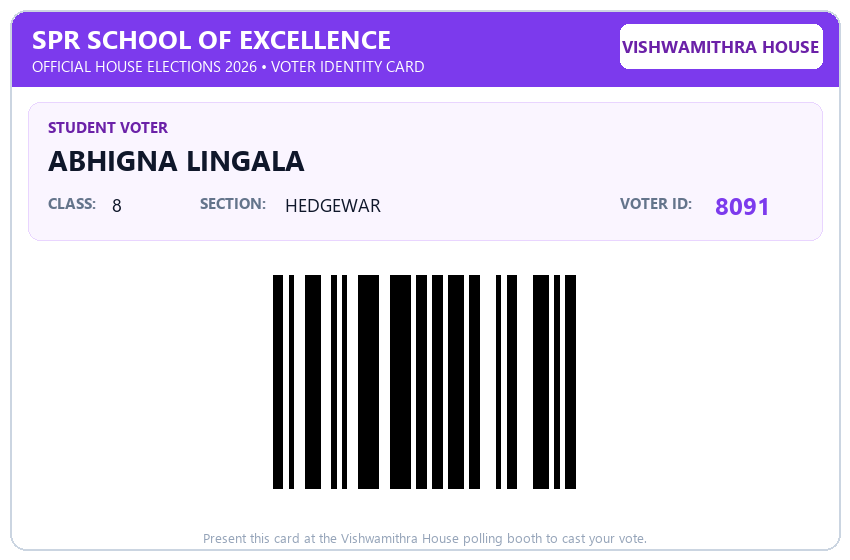 SPR SCHOOL OF EXCELLENCE
OFFICIAL HOUSE ELECTIONS 2026 • VOTER IDENTITY CARD
VISHWAMITHRA HOUSE
STUDENT VOTER
ABHIGNA LINGALA
CLASS: 8 SECTION: HEDGEWAR VOTER ID: 8091
Present this card at the Vishwamithra House polling booth to cast your vote.